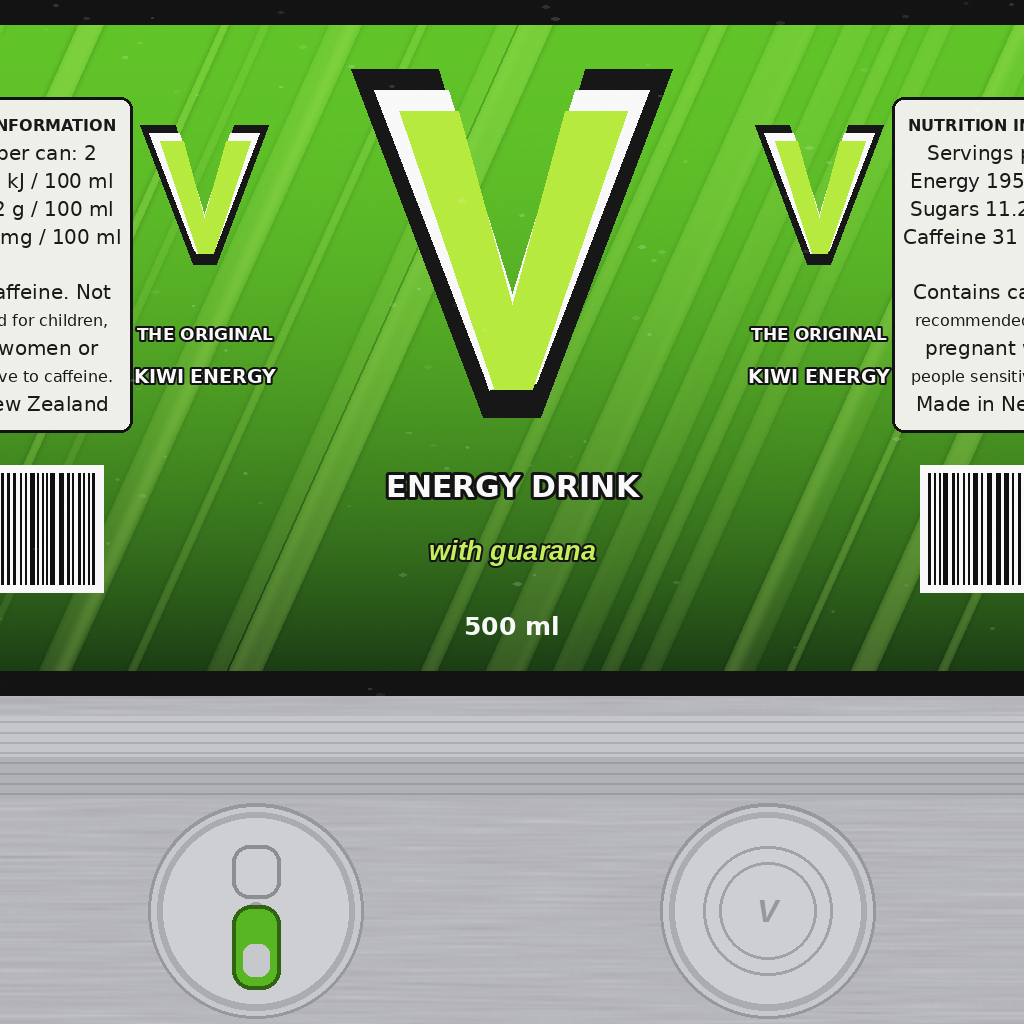 NFORMATION
per can: 2
kJ / 100 ml
2 g / 100 ml
mg / 100 ml
affeine. Not
d for children,
women or
ve to caffeine.
ew Zealand
V
THE ORIGINAL
KIWI ENERGY
V
ENERGY DRINK
with guarana
500 ml
V
THE ORIGINAL
KIWI ENERGY
NUTRITION IN
Servings p
Energy 195
Sugars 11.2
Caffeine 31
Contains ca
recommended
pregnant w
people sensitiv
Made in Ne
V